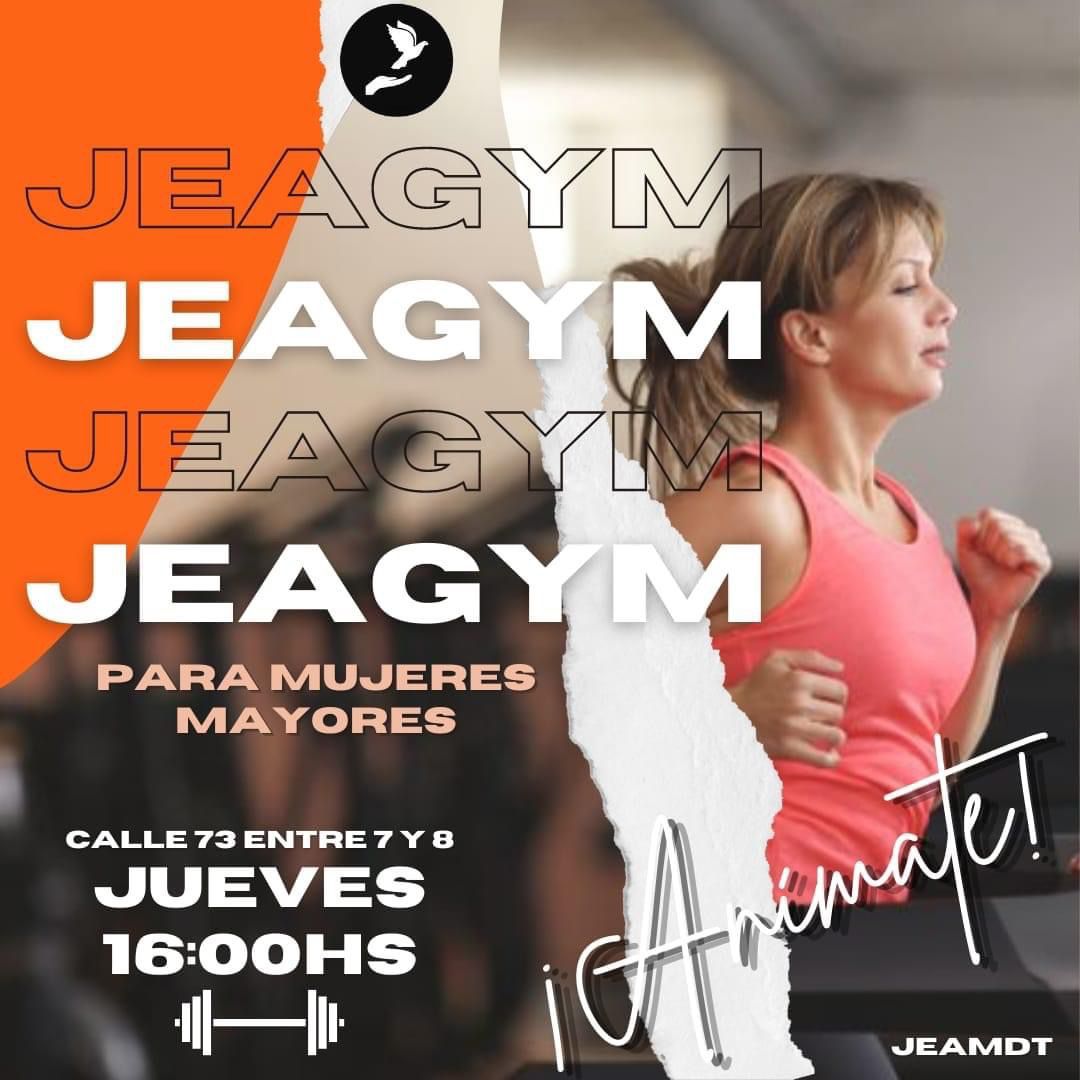 JEAGYM
JEAGYM
JEAGYM
JEAGYM
PARA MUJERES
MAYORES
CALLE 73 ENTRE 7 Y 8
JUEVES
16:00HS
¡Animate!
JEAMDT